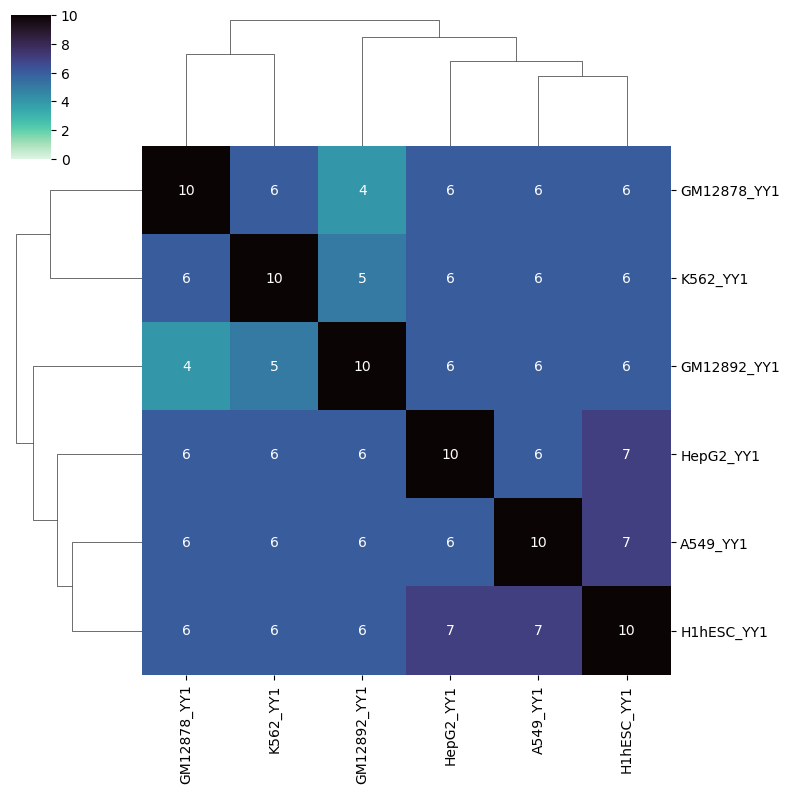 10
8
6
4
2
0
10 6 4 6 6 6 GM12878_YY1
6 10 5 6 6 6 K562_YY1
4 5 10 6 6 6 GM12892_YY1
6 6 6 10 6 7 HepG2_YY1
6 6 6 6 10 7 A549_YY1
6 6 6 7 7 10 H1hESC_YY1
GM12878_YY1
K562_YY1
GM12892_YY1
HepG2_YY1
A549_YY1
H1hESC_YY1